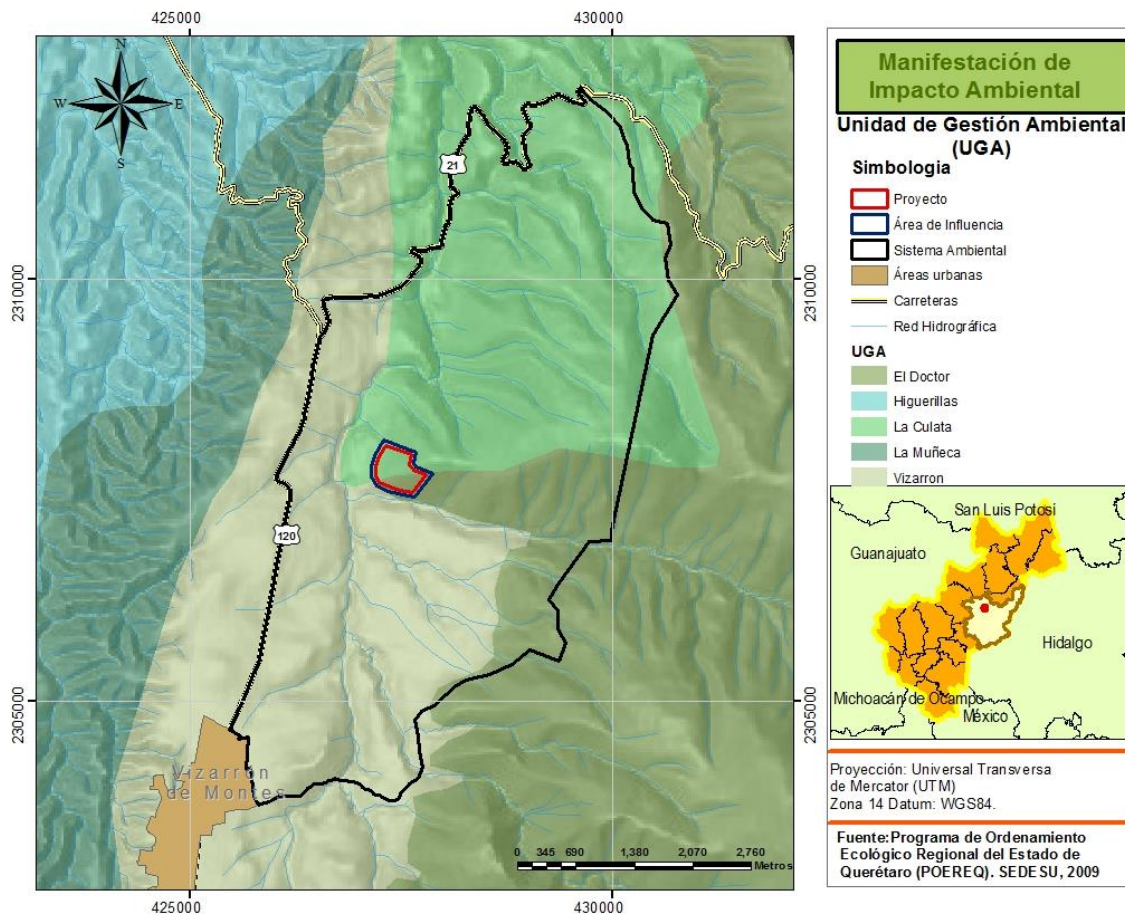 425000
430000
N
W
E
S
21
120
2310000
2310000
2305000
2305000
Vizarrón
de Montes
0 345 690 1,380 2,070 2,760
Metros
425000
430000
Manifestación de
Impacto Ambiental
Unidad de Gestión Ambiental
(UGA)
Simbologia
Proyecto
Área de Influencia
Sistema Ambiental
Áreas urbanas
Carreteras
Red Hidrográfica
UGA
El Doctor
Higuerillas
La Culata
La Muñeca
Vizarron
San Luis Potosi
Guanajuato
Hidalgo
Michoacán de Ocampo
México
Proyección: Universal Transversa
de Mercator (UTM)
Zona 14 Datum: WGS84.
Fuente:Programa de Ordenamiento
Ecológico Regional del Estado de
Querétaro (POEREQ). SEDESU, 2009